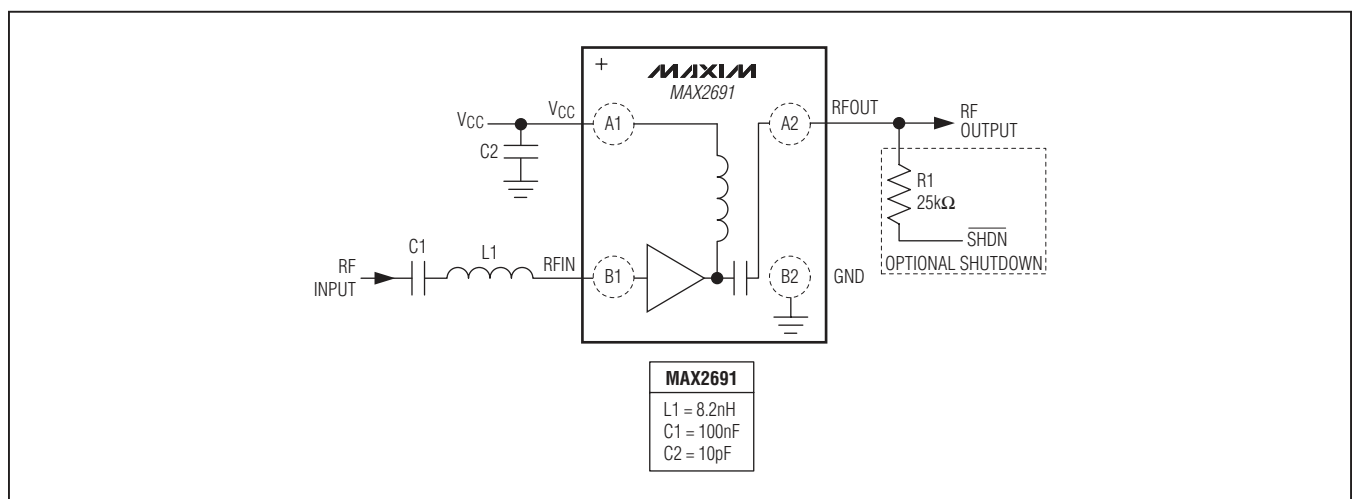 +
MAXIM
MAX2691
VCC
VCC
A1
A2
RFOUT
RF
OUTPUT
C2
R1
25kΩ
SHDN
OPTIONAL SHUTDOWN
RF
INPUT
C1
L1
RFIN
B1
B2
GND
MAX2691
L1 = 8.2nH
C1 = 100nF
C2 = 10pF